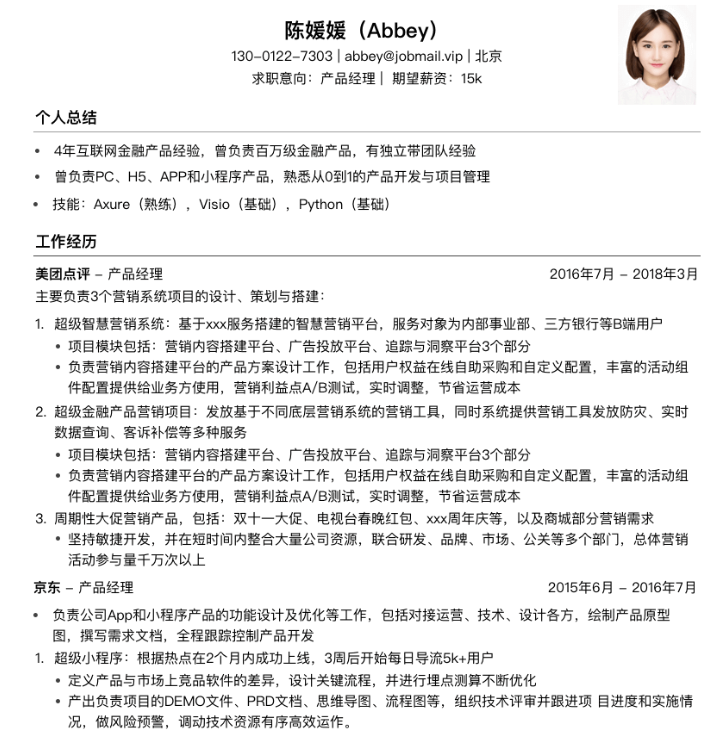 陈媛媛（Abbey）
130-0122-7303 | abbey@jobmail.vip | 北京
求职意向：产品经理 | 期望薪资：15k
个人总结
• 4年互联网金融产品经验，曾负责百万级金融产品，有独立带团队经验
• 曾负责PC、H5、APP和小程序产品，熟悉从0到1的产品开发与项目管理
• 技能：Axure（熟练）, Visio（基础）, Python（基础）
工作经历
美团点评 – 产品经理 2016年7月 – 2018年3月
主要负责3个营销系统项目的设计、策划与搭建：
1. 超级智慧营销系统：基于xxx服务搭建的智慧营销平台，服务对象为内部事业部、三方银行等B端用户
• 项目模块包括：营销内容搭建平台、广告投放平台、追踪与洞察平台3个部分
• 负责营销内容搭建平台的产品方案设计工作，包括用户权益在线自助采购和自定义配置，丰富的活动组
件配置提供给业务方使用，营销利益点A/B测试，实时调整，节省运营成本
2. 超级金融产品营销项目：发放基于不同底层营销系统的营销工具，同时系统提供营销工具发放防灾、实时
数据查询、客诉补偿等多种服务
• 项目模块包括：营销内容搭建平台、广告投放平台、追踪与洞察平台3个部分
• 负责营销内容搭建平台的产品方案设计工作，包括用户权益在线自助采购和自定义配置，丰富的活动组
件配置提供给业务方使用，营销利益点A/B测试，实时调整，节省运营成本
3. 周期性大促营销产品，包括：双十一大促、电视台春晚红包、xxx周年庆等，以及商城部分营销需求
• 坚持敏捷开发，并在短时间内整合大量公司资源，联合研发、品牌、市场、公关等多个部门，总体营销
活动参与量千万次以上
京东 – 产品经理 2015年6月 – 2016年7月
• 负责公司App和小程序产品的功能设计及优化等工作，包括对接运营、技术、设计各方，绘制产品原型
图，撰写需求文档，全程跟踪控制产品开发
1. 超级小程序：根据热点在2个月内成功上线，3周后开始每日导流5k+用户
• 定义产品与市场上竞品软件的差异，设计关键流程，并进行埋点测算不断优化
• 产出负责项目的DEMO文件、PRD文档、思维导图、流程图等，组织技术评审并跟进项 目进度和实施情
况，做风险预警，调动技术资源有序高效运作。